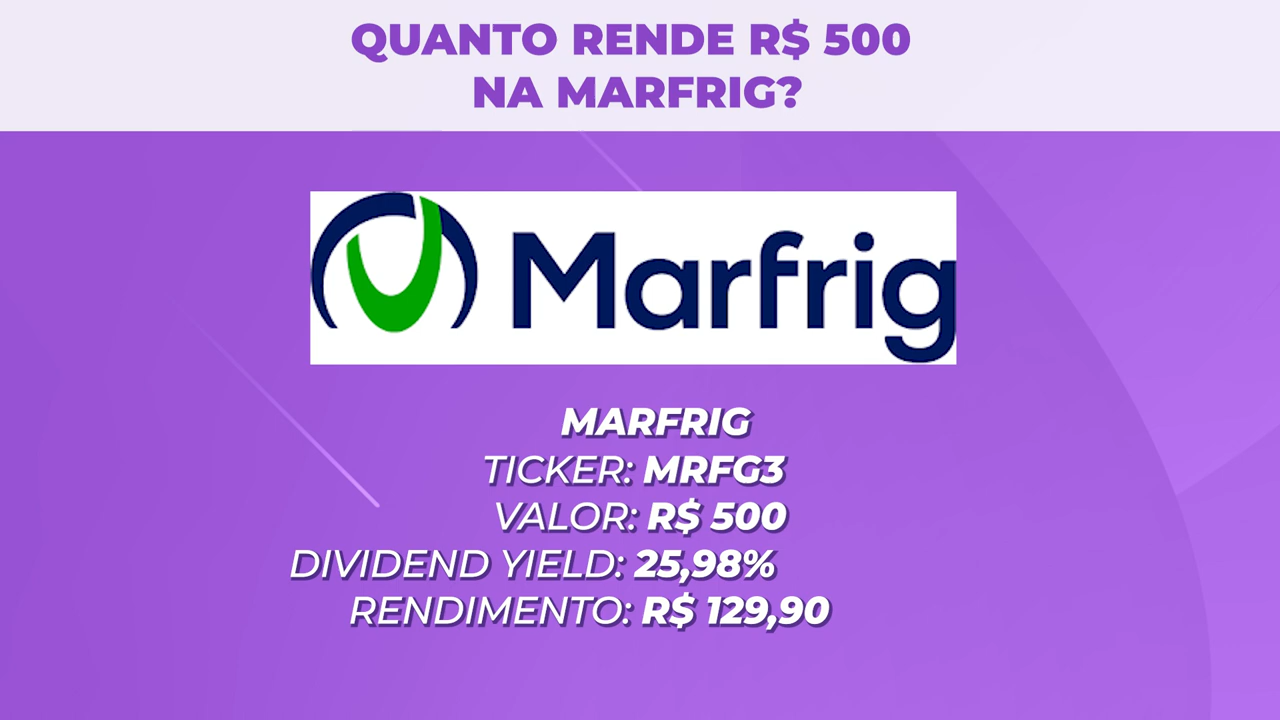 QUANTO RENDE R$ 500
NA MARFRIG?
Marfrig
MARFRIG
TICKER: MRFG3
VALOR: R$ 500
DIVIDEND YIELD: 25,98%
RENDIMENTO: R$ 129,90